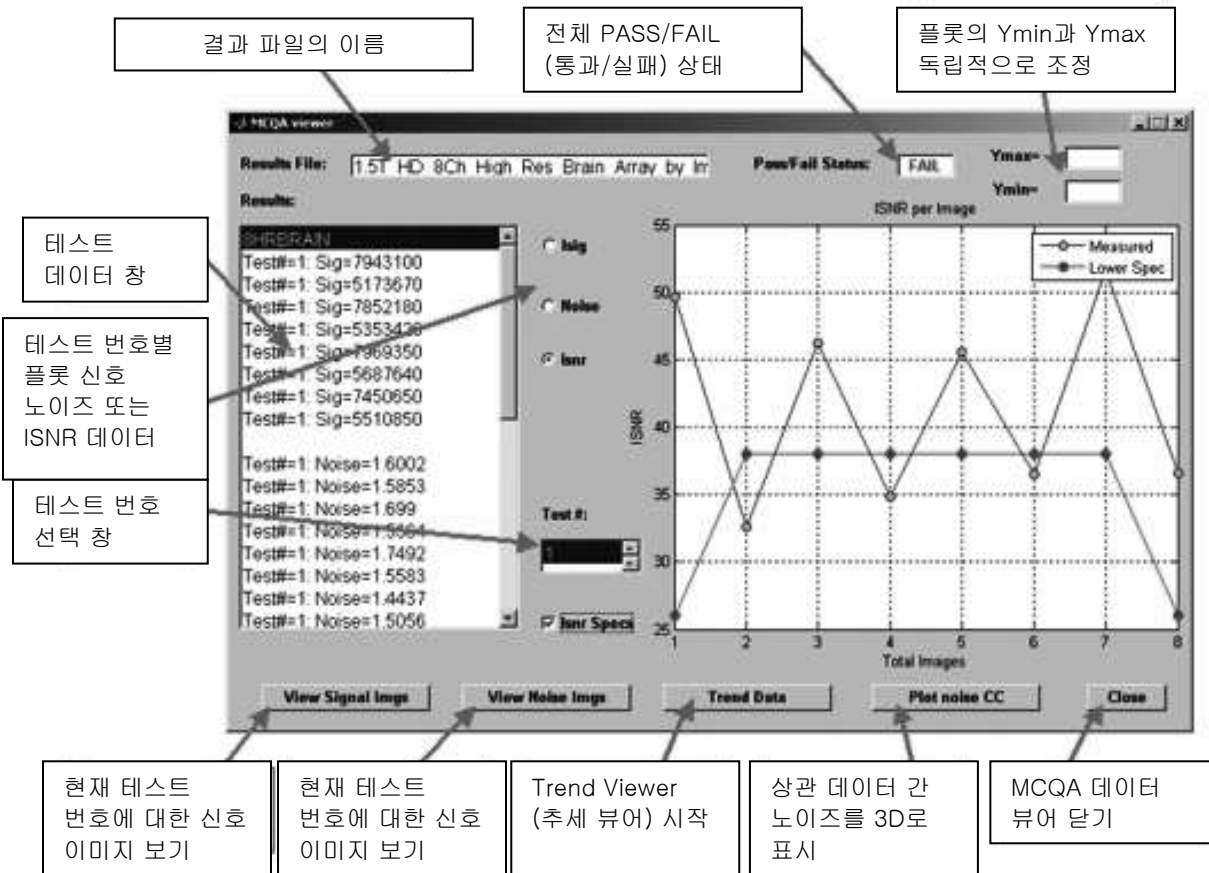 결과 파일의 이름
전체 PASS/FAIL
(통과/실패) 상태
플롯의 Ymin과 Ymax
독립적으로 조정
MCQA viewer
Results File:
1.5T HD 8Ch High Res Brain Array by
Pass/Fail Status:
FAIL
Ymax=
Ymin=
Results:
테스트
데이터 창
테스트 번호별
플롯 신호
노이즈 또는
ISNR 데이터
테스트 번호
선택 창
Test#=1: Sig=7943100
Test#=1: Sig=5173670
Test#=1: Sig=7852180
Test#=1: Sig=7969350
Test#=1: Sig=5687640
Test#=1: Sig=7450650
Test#=1: Sig=5510850
Test#=1: Noise=1.6002
Test#=1: Noise=1.5853
Test#=1: Noise=1.699
Test#=1: Noise=1.7492
Test#=1: Noise=1.5583
Test#=1: Noise=1.4437
Test#=1: Noise=1.5056
Isig
Noise
Isnr
Test #:
1
Isnr Specs
ISNR per Image
Measured
Lower Spec
ISNR
55
50
45
40
35
30
25
1 2 3 4 5 6 7 8
Total Images
View Signal Imgs
View Noise Imgs
Trend Data
Plot noise CC
Close
현재 테스트
번호에 대한 신호
이미지 보기
현재 테스트
번호에 대한 신호
이미지 보기
Trend Viewer
(추세 뷰어) 시작
상관 데이터 간
노이즈를 3D로
표시
MCQA 데이터
뷰어 닫기